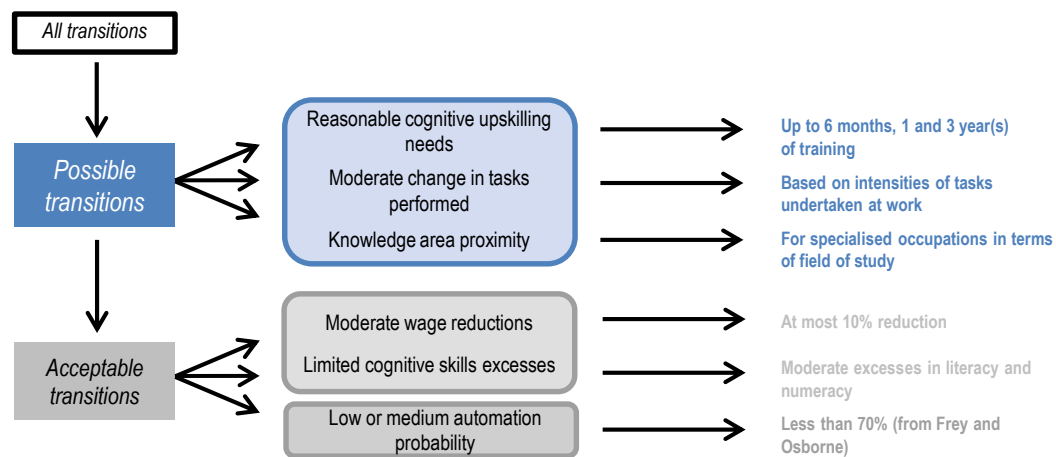 All transitions
Possible
transitions
Reasonable cognitive upskilling
needs
Up to 6 months, 1 and 3 year(s)
of training
Moderate change in tasks
performed
Based on intensities of tasks
undertaken at work
Knowledge area proximity
For specialised occupations in terms
of field of study
Acceptable
transitions
Moderate wage reductions
At most 10% reduction
Limited cognitive skills excesses
Moderate excesses in literacy and
numeracy
Low or medium automation
probability
Less than 70% (from Frey and
Osborne)